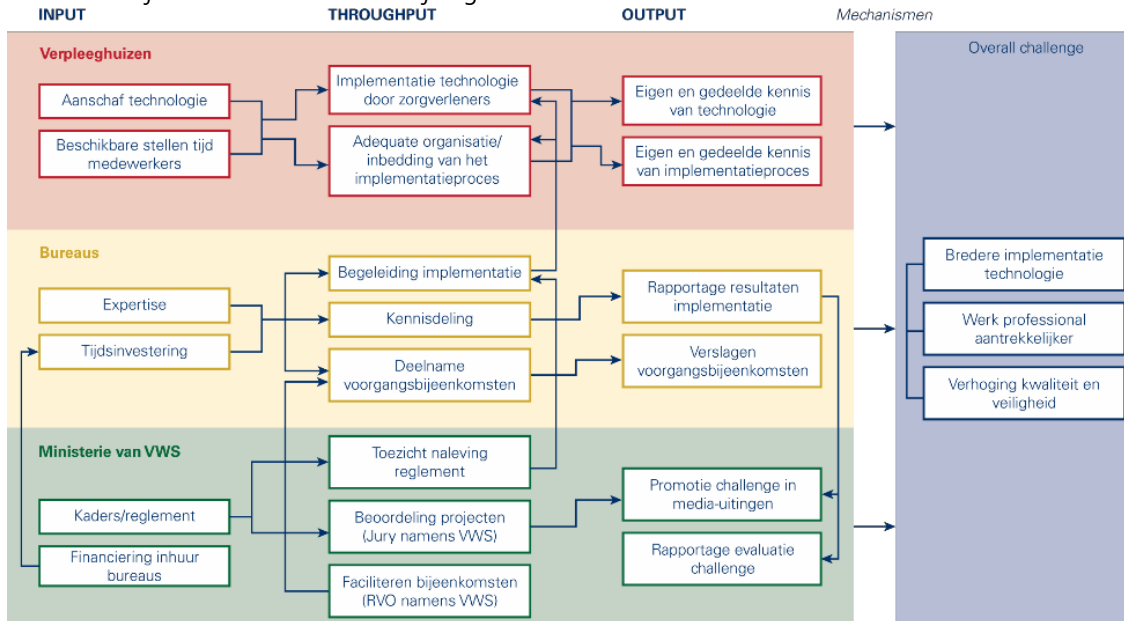 INPUT
THROUGHPUT
OUTPUT
Mechanismen
Verpleeghuizen
Aanschaf technologie
Beschikbare stellen tijd
medewerkers
Implementatie technologie
door zorgverleners
Adequate organisatie/
inbedding van het
implementatieproces
Eigen en gedeelde kennis
van technologie
Eigen en gedeelde kennis
van implementatieproces
Overall challenge
Bredere implementatie
technologie
Werk professional
aantrekkelijker
Verhoging kwaliteit en
veiligheid
Bureaus
Expertise
Tijdsinvestering
Begeleiding implementatie
Kennisdeling
Deelname
voorgangsbijeenkomsten
Rapportage resultaten
implementatie
Verslagen
voorgangsbijeenkomsten
Ministerie van VWS
Kaders/reglement
Financiering inhuur
bureaus
Toezicht naleving
reglement
Beoordeling projecten
(Jury namens VWS)
Faciliteren bijeenkomsten
(RVO namens VWS)
Promotie challenge in
media-uitingen
Rapportage evaluatie
challenge